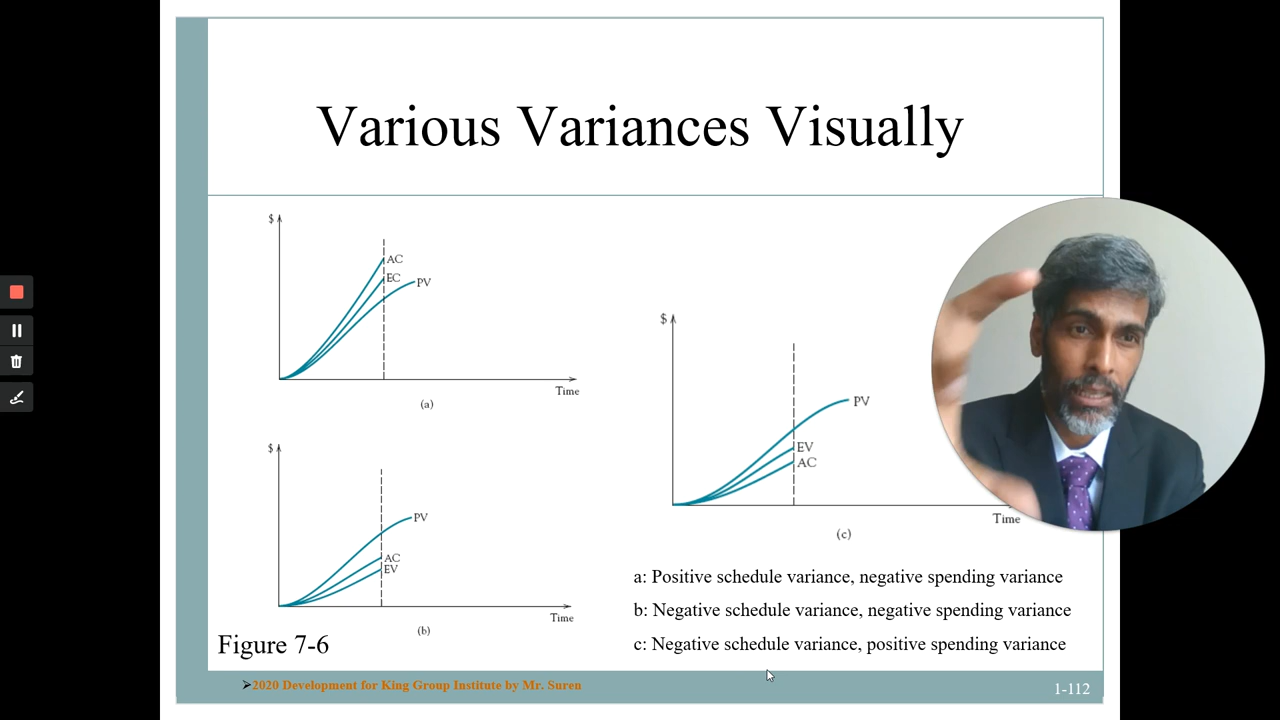 Various Variances Visually
$
AC
EC
PV
Time
(a)
$
PV
AC
EV
Time
(b)
Figure 7-6
$
PV
EV
AC
Time
(c)
a: Positive schedule variance, negative spending variance
b: Negative schedule variance, negative spending variance
c: Negative schedule variance, positive spending variance
➢2020 Development for King Group Institute by Mr. Suren
1-112